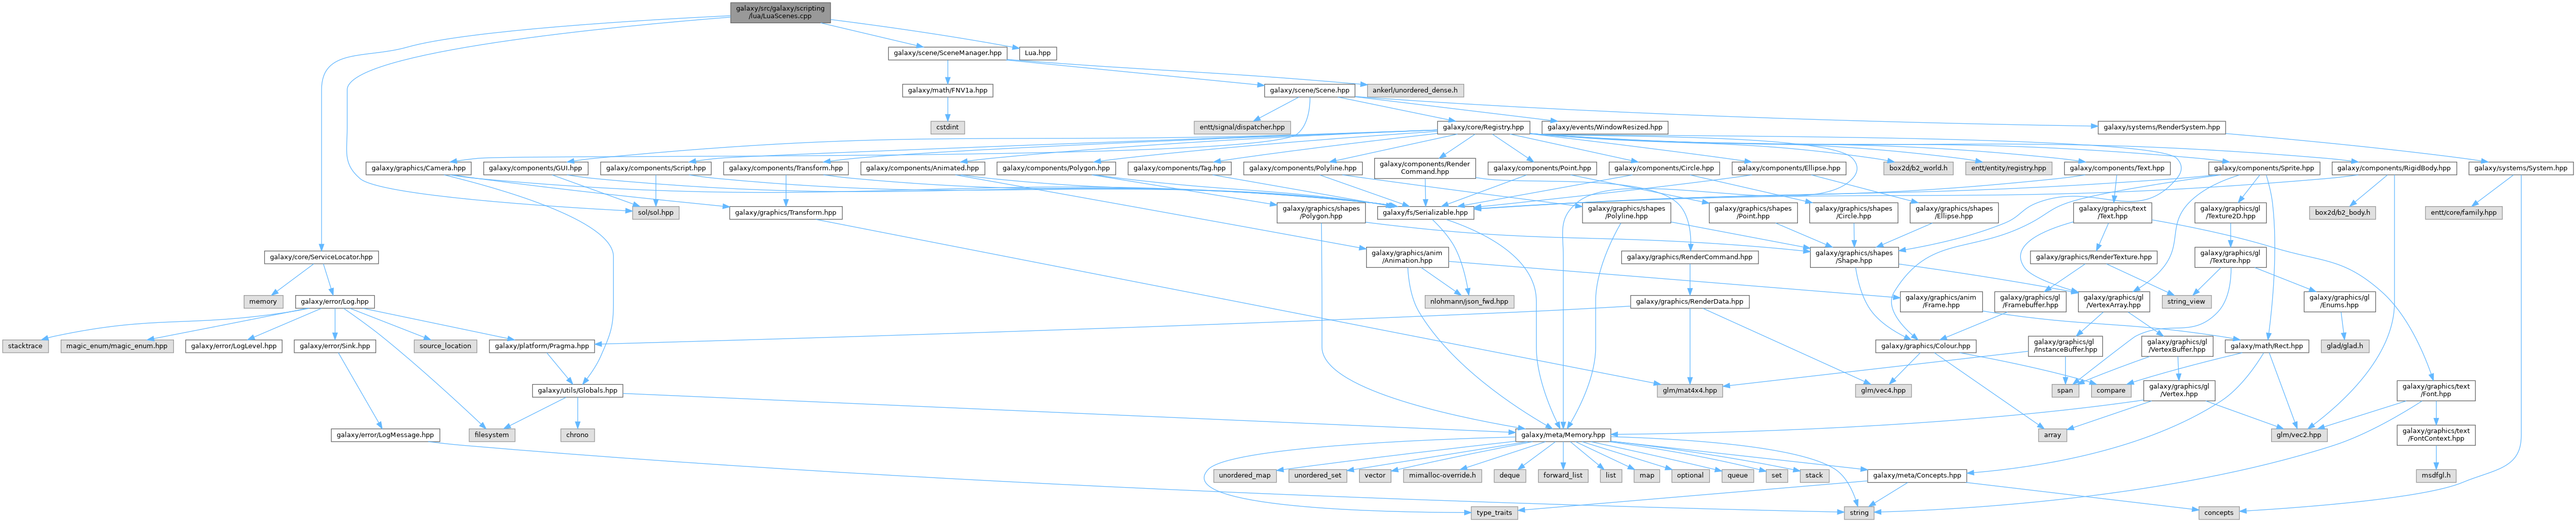 galaxy/src/galaxy/scripting
/lua/LuaScenes.cpp
galaxy/scene/SceneManager.hpp
Lua.hpp
galaxy/math/FNV1a.hpp
galaxy/scene/Scene.hpp
ankerl/unordered_dense.h
cstdint
entt/signal/dispatcher.hpp
galaxy/core/Registry.hpp
galaxy/events/WindowResized.hpp
galaxy/systems/RenderSystem.hpp
galaxy/graphics/Camera.hpp
galaxy/components/GUI.hpp
galaxy/components/Script.hpp
galaxy/components/Transform.hpp
galaxy/components/Animated.hpp
galaxy/components/Polygon.hpp
galaxy/components/Tag.hpp
galaxy/components/Polyline.hpp
galaxy/components/Render
Command.hpp
galaxy/components/Point.hpp
galaxy/components/Circle.hpp
galaxy/components/Ellipse.hpp
box2d/b2_world.h
entt/entity/registry.hpp
galaxy/components/Text.hpp
galaxy/components/Sprite.hpp
galaxy/components/RigidBody.hpp
galaxy/systems/System.hpp
sol/sol.hpp
galaxy/graphics/Transform.hpp
galaxy/graphics/shapes
/Polygon.hpp
galaxy/fs/Serializable.hpp
galaxy/graphics/shapes
/Polyline.hpp
galaxy/graphics/shapes
/Point.hpp
galaxy/graphics/shapes
/Circle.hpp
galaxy/graphics/shapes
/Ellipse.hpp
galaxy/graphics/text
/Text.hpp
galaxy/graphics/gl
/Texture2D.hpp
box2d/b2_body.h
entt/core/family.hpp
galaxy/core/ServiceLocator.hpp
galaxy/graphics/anim
/Animation.hpp
galaxy/graphics/RenderCommand.hpp
galaxy/graphics/shapes
/Shape.hpp
galaxy/graphics/RenderTexture.hpp
galaxy/graphics/gl
/Texture.hpp
memory
galaxy/error/Log.hpp
nlohmann/json_fwd.hpp
galaxy/graphics/RenderData.hpp
galaxy/graphics/anim
/Frame.hpp
galaxy/graphics/gl
/Framebuffer.hpp
galaxy/graphics/gl
/VertexArray.hpp
string_view
galaxy/graphics/gl
/Enums.hpp
stacktrace
magic_enum/magic_enum.hpp
galaxy/error/LogLevel.hpp
galaxy/error/Sink.hpp
source_location
galaxy/platform/Pragma.hpp
galaxy/graphics/Colour.hpp
galaxy/graphics/gl
/InstanceBuffer.hpp
galaxy/graphics/gl
/VertexBuffer.hpp
galaxy/math/Rect.hpp
glad/glad.h
galaxy/utils/Globals.hpp
glm/mat4x4.hpp
glm/vec4.hpp
span
compare
galaxy/graphics/gl
/Vertex.hpp
galaxy/graphics/text
/Font.hpp
galaxy/error/LogMessage.hpp
filesystem
chrono
galaxy/meta/Memory.hpp
array
glm/vec2.hpp
galaxy/graphics/text
/FontContext.hpp
unordered_map
unordered_set
vector
mimalloc-override.h
deque
forward_list
list
map
optional
queue
set
stack
galaxy/meta/Concepts.hpp
msdfgl.h
type_traits
string
concepts